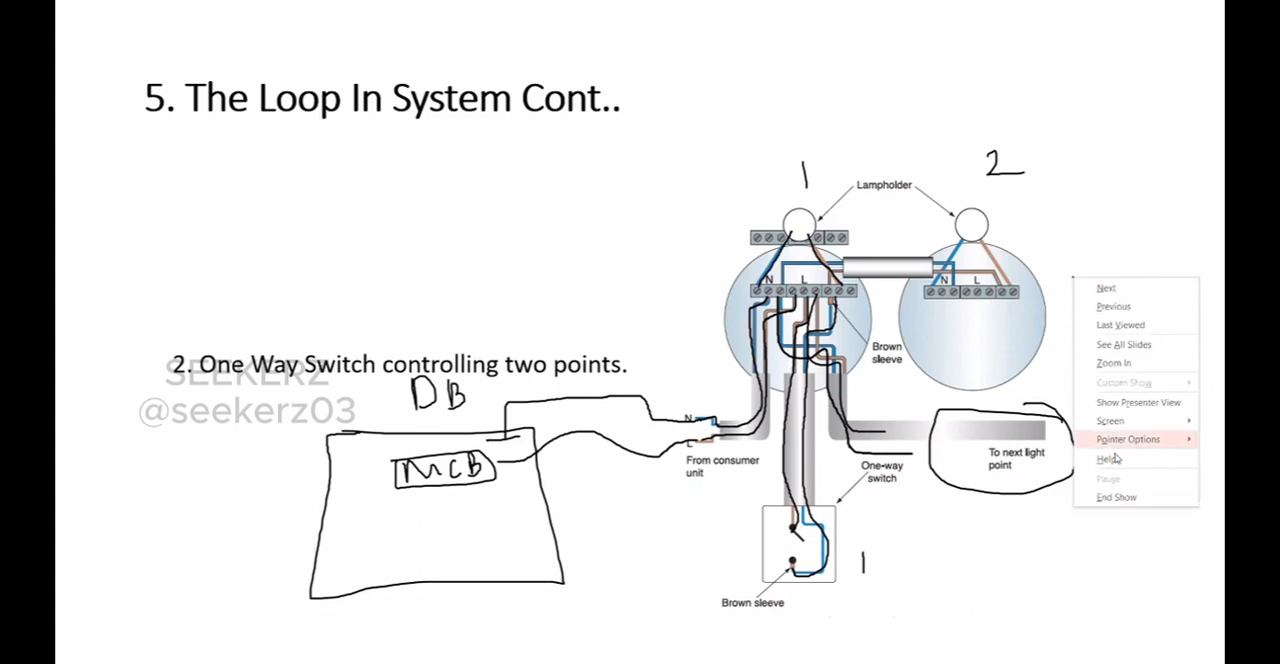 5. The Loop In System Cont..
1
2
Lampholder
N
L
N
L
Brown
sleeve
2. One Way Switch controlling two points.
SEEKERZ
@seekerz03
DB
MCB
N
L
From consumer
unit
One-way
switch
To next light
point
1
Brown sleeve
Next
Previous
Last Viewed
See All Slides
Zoom In
Custom Show
Show Presenter View
Screen
Pointer Options
Help
Pause
End Show